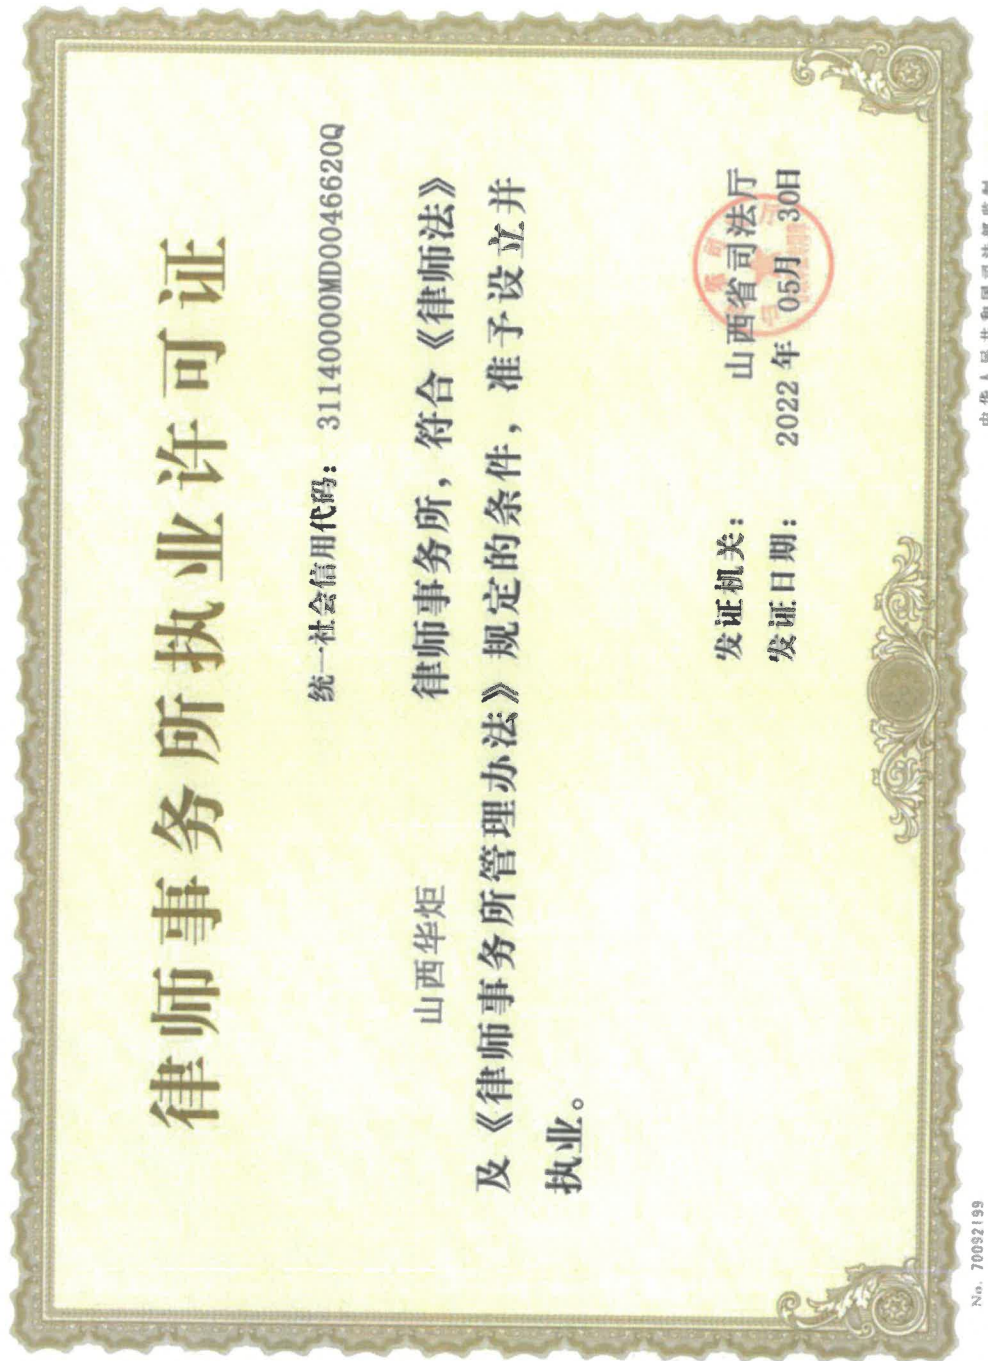 律师事务所执业许可证
统一社会信用代码：31140000MD0046620Q
山西华炬 律师事务所，符合《律师法》
及《律师事务所管理办法》规定的条件，准予设立并
执业。
发证机关：山西省司法厅
发证日期：2022 年 05月 30日
No. 70092199